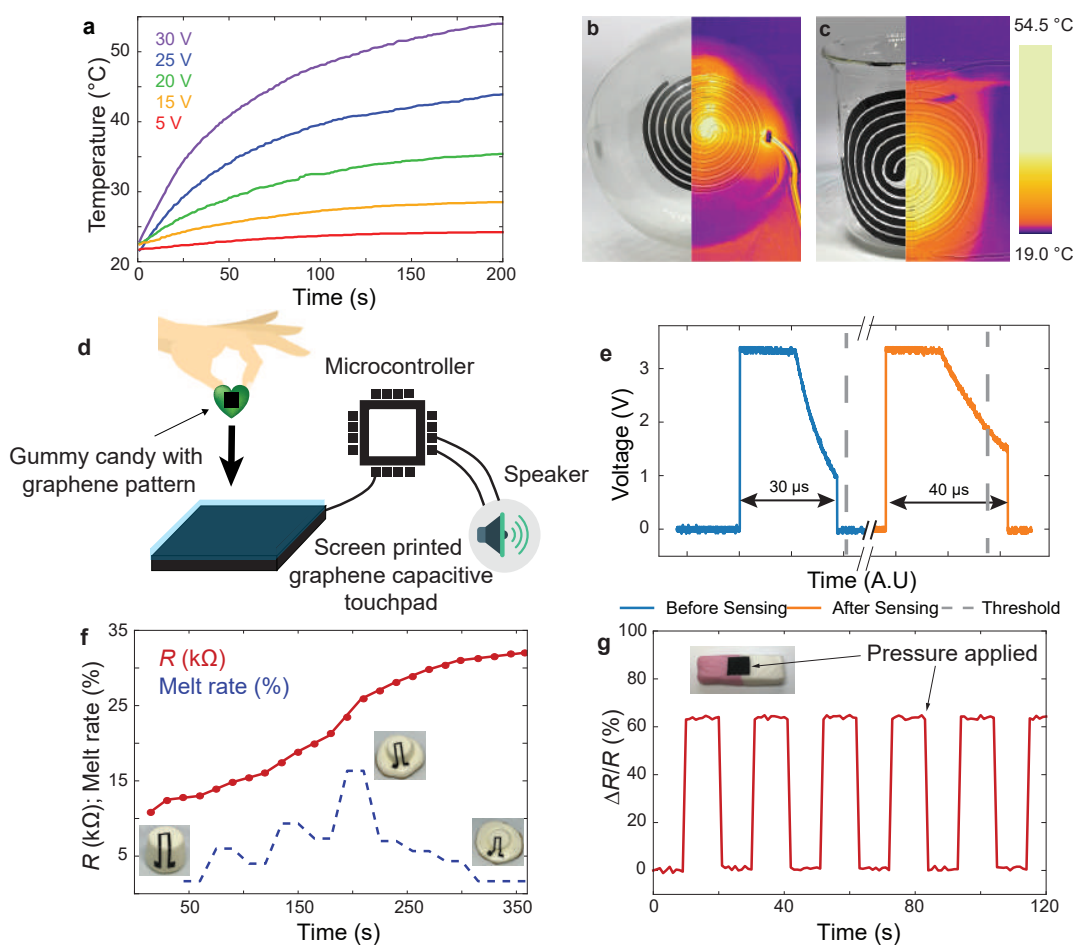 a
30 V
25 V
20 V
15 V
5 V
Temperature (°C)
50
40
30
20
0
50
100
150
200
Time (s)
b
c
54.5 °C
19.0 °C
d
Microcontroller
Gummy candy with
graphene pattern
Speaker
Screen printed
graphene capacitive
touchpad
e
Voltage (V)
3
2
1
0
30 µs
40 µs
Time (A.U)
Before Sensing
After Sensing
Threshold
f
R (kΩ)
Melt rate (%)
R (kΩ); Melt rate (%)
35
25
15
5
50
150
250
350
Time (s)
g
Pressure applied
ΔR/R (%)
100
80
60
40
20
0
0
40
80
120
Time (s)